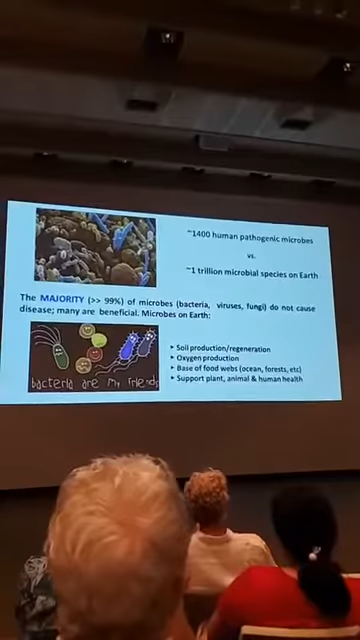 ~1400 human pathogenic microbes
vs.
~1 trillion microbial species on Earth
The MAJORITY (>> 99%) of microbes (bacteria, viruses, fungi) do not cause
disease; many are beneficial. Microbes on Earth:
Soil production/regeneration
Oxygen production
Base of food webs (ocean, forests, etc)
Support plant, animal & human health
bacteria are my friends